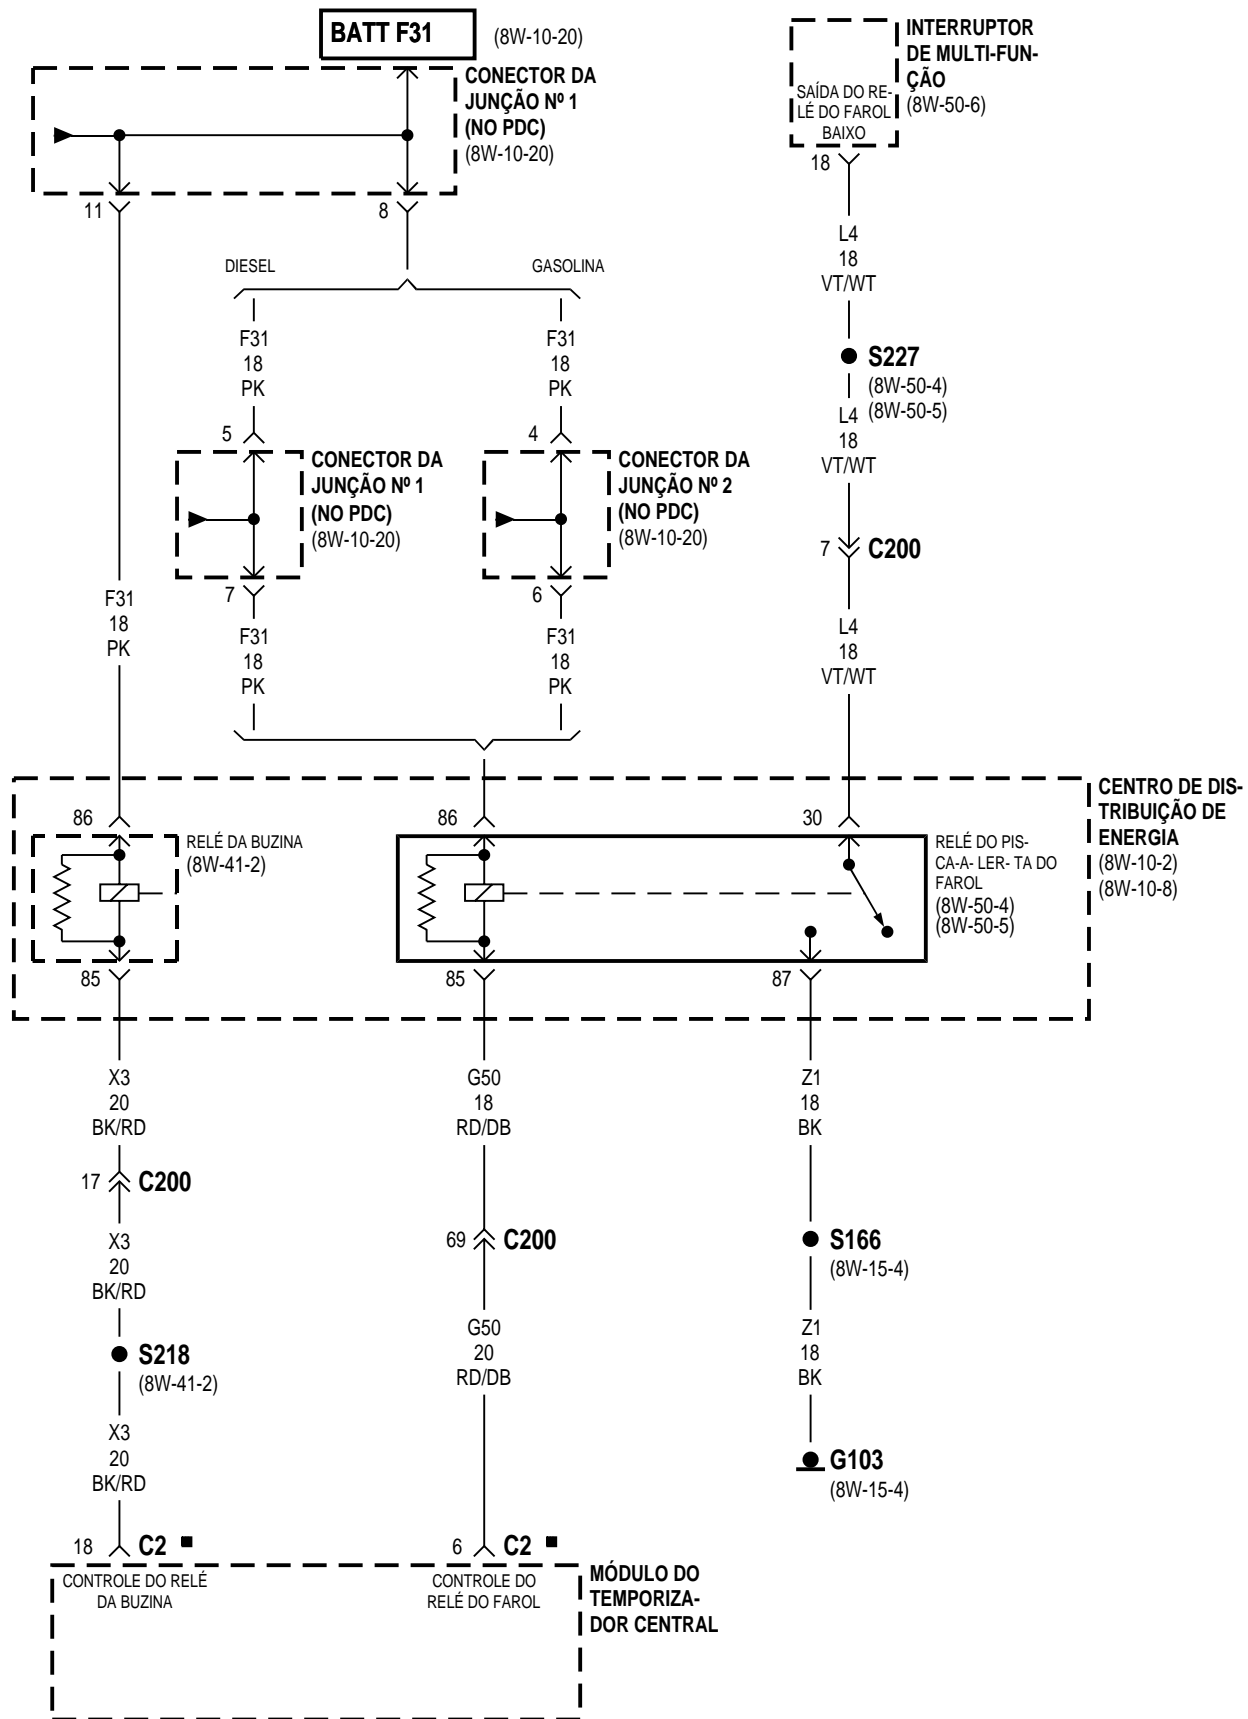 BATT F31
(8W-10-20)
INTERRUPTOR
DE MULTI-FUN-
ÇÃO
(8W-50-6)
CONECTOR DA
JUNÇÃO Nº 1
(NO PDC)
(8W-10-20)
SAÍDA DO RE-
LÉ DO FAROL
BAIXO
18
11
8
L4
18
VT/WT
DIESEL
GASOLINA
F31
18
PK
F31
18
PK
S227
(8W-50-4)
(8W-50-5)
L4
18
VT/WT
5
4
CONECTOR DA
JUNÇÃO Nº 1
(NO PDC)
(8W-10-20)
CONECTOR DA
JUNÇÃO Nº 2
(NO PDC)
(8W-10-20)
7
C200
7
6
F31
18
PK
F31
18
PK
F31
18
PK
L4
18
VT/WT
CENTRO DE DIS-
TRIBUIÇÃO DE
ENERGIA
(8W-10-2)
(8W-10-8)
86
86
30
RELÉ DA BUZINA
(8W-41-2)
RELÉ DO PIS-
CA-A- LER- TA DO
FAROL
(8W-50-4)
(8W-50-5)
85
85
87
X3
20
BK/RD
G50
18
RD/DB
Z1
18
BK
17
C200
69
C200
S166
(8W-15-4)
X3
20
BK/RD
G50
20
RD/DB
Z1
18
BK
S218
(8W-41-2)
X3
20
BK/RD
G103
(8W-15-4)
18
C2
6
C2
CONTROLE DO RELÉ
DA BUZINA
CONTROLE DO
RELÉ DO FAROL
MÓDULO DO
TEMPORIZA-
DOR CENTRAL